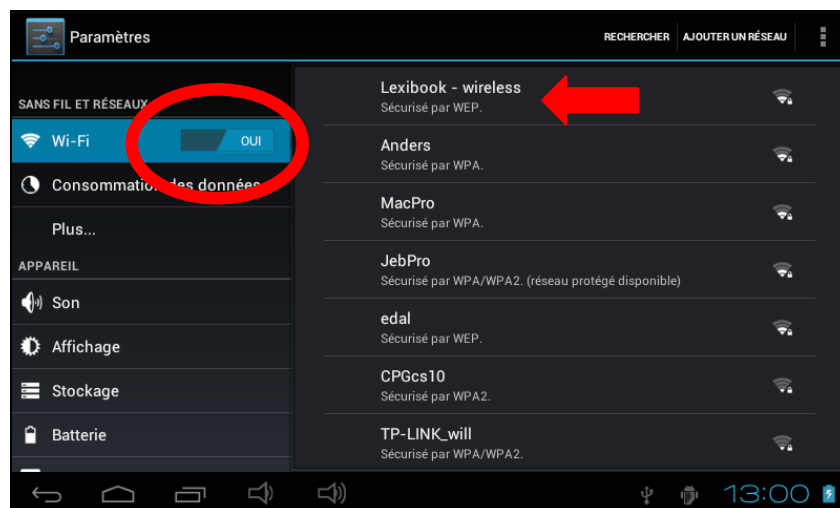 Paramètres
RECHERCHER
AJOUTER UN RÉSEAU
SANS FIL ET RÉSEAUX
Wi-Fi
OUI
Consommation des données
Plus...
APPAREIL
Son
Affichage
Stockage
Batterie
Lexibook - wireless
Sécurisé par WEP.
Anders
Sécurisé par WPA.
MacPro
Sécurisé par WPA.
JebPro
Sécurisé par WPA/WPA2. (réseau protégé disponible)
edal
Sécurisé par WEP.
CPGcs10
Sécurisé par WPA2.
TP-LINK_will
Sécurisé par WPA/WPA2.
13:00